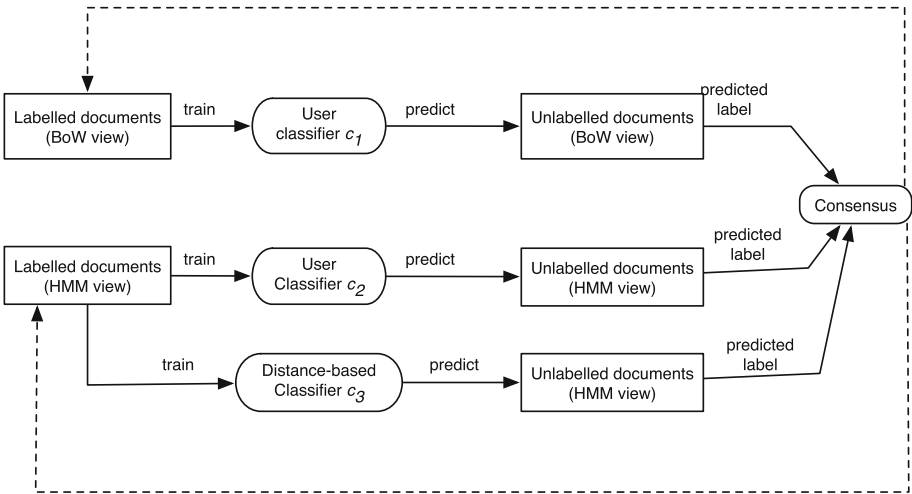 Labelled documents
(BoW view)
train
User
classifier c1
predict
Unlabelled documents
(BoW view)
predicted
label
Consensus
Labelled documents
(HMM view)
train
User
Classifier c2
predict
Unlabelled documents
(HMM view)
predicted
label
train
Distance-based
Classifier c3
predict
Unlabelled documents
(HMM view)
predicted
label